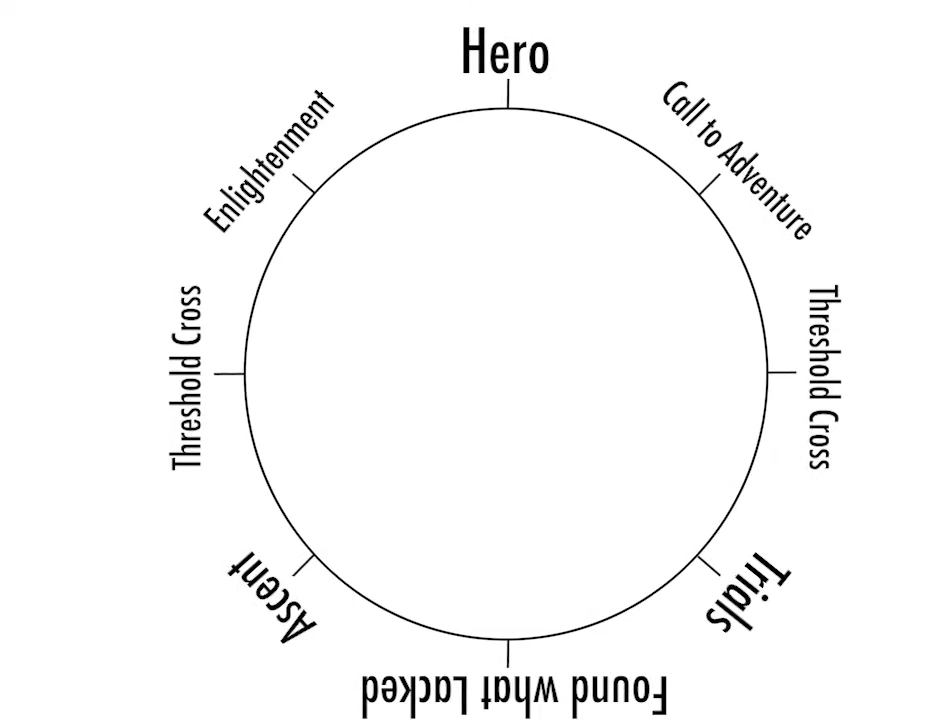 Hero
Call to Adventure
Threshold Cross
Trials
Found what Lacked
Ascent
Threshold Cross
Enlightenment